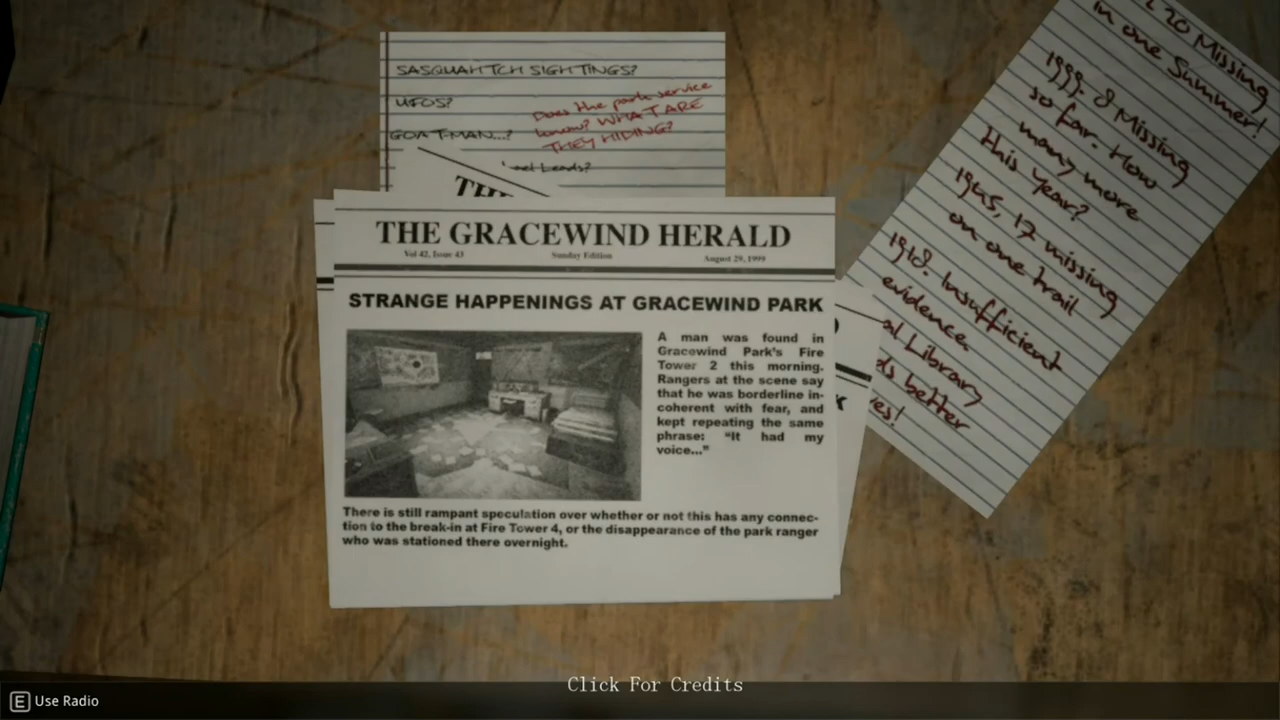 SASQUAHTCH SIGHTINGS?
UFOS?
GOATMAN...?
Does the park service
know? WHAT ARE
THEY HIDING?
Leads?
THE GRACEWIND HERALD
Vol 42, Issue 43 Sunday Edition August 29, 1999
STRANGE HAPPENINGS AT GRACEWIND PARK
A man was found in
Gracewind Park's Fire
Tower 2 this morning.
Rangers at the scene say
that he was borderline in-
coherent with fear, and
kept repeating the same
phrase: "It had my
voice..."
There is still rampant speculation over whether or not this has any connec-
tion to the break-in at Fire Tower 4, or the disappearance of the park ranger
who was stationed there overnight.
20 Missing
in one Summer!
1999. 8 Missing
so far. How
many more
this year?
1945, 17 missing
on one trail
1918. Insufficient
evidence.
al Library
ds better
es!
Click For Credits
E Use Radio